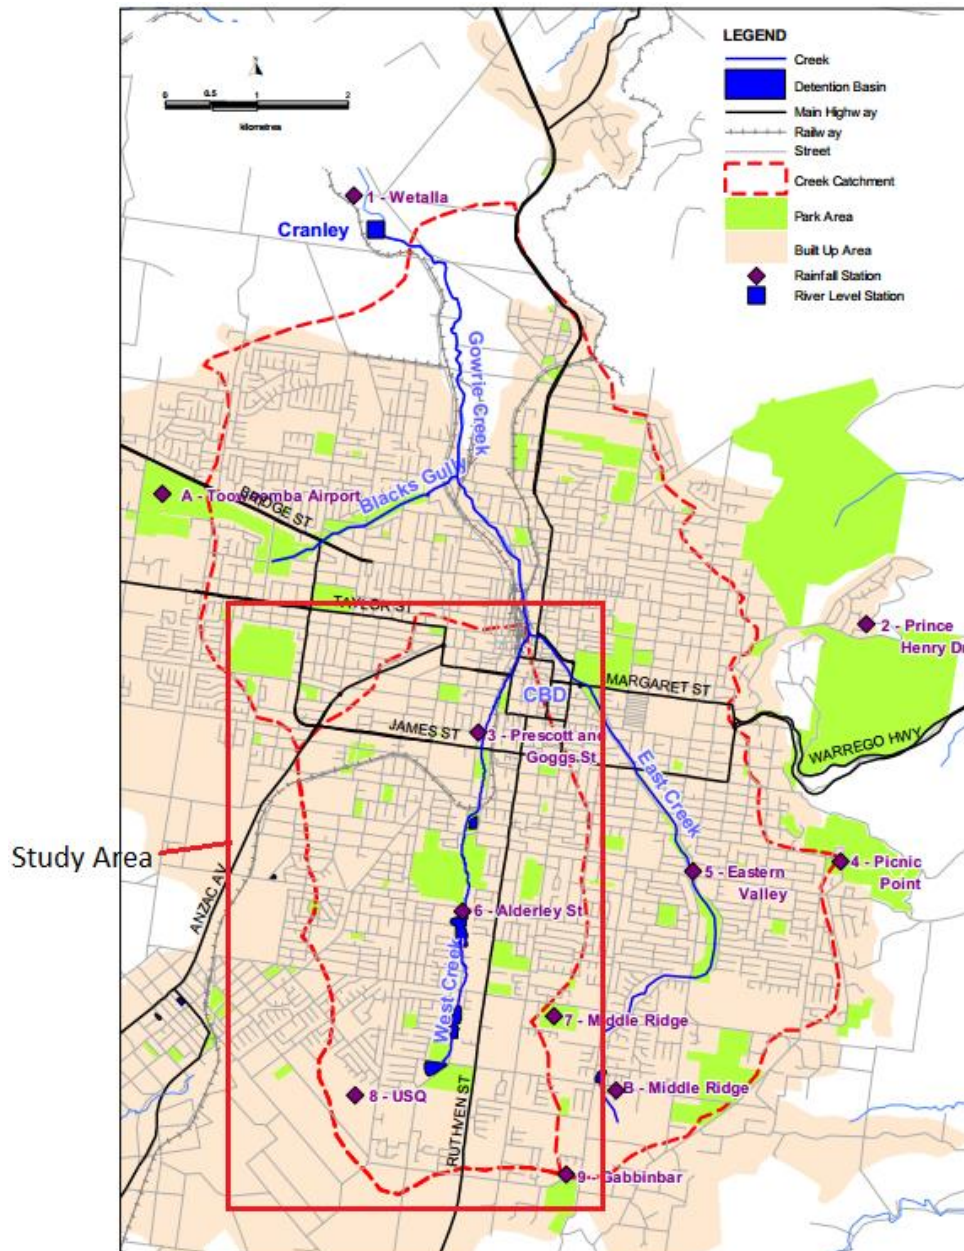 LEGEND
Creek
Detention Basin
Main Highway
Railway
Street
Creek Catchment
Park Area
Built Up Area
Rainfall Station
River Level Station
N
0 0.5 1 2
kilometres
1 - Wetalla
Cranley
Gowrie Creek
Blacks Gully
A - Toowoomba Airport
BRIDGE ST
TAYLOR ST
2 - Prince
Henry Dr
MARGARET ST
CBD
JAMES ST
3 - Prescott and
Goggs St
WARREGO HWY
East Creek
Study Area
ANZAC AV
4 - Picnic
Point
5 - Eastern
Valley
6 - Alderley St
West Creek
7 - Middle Ridge
8 - USQ
B - Middle Ridge
RUTHVEN ST
9 - Gabbinbar